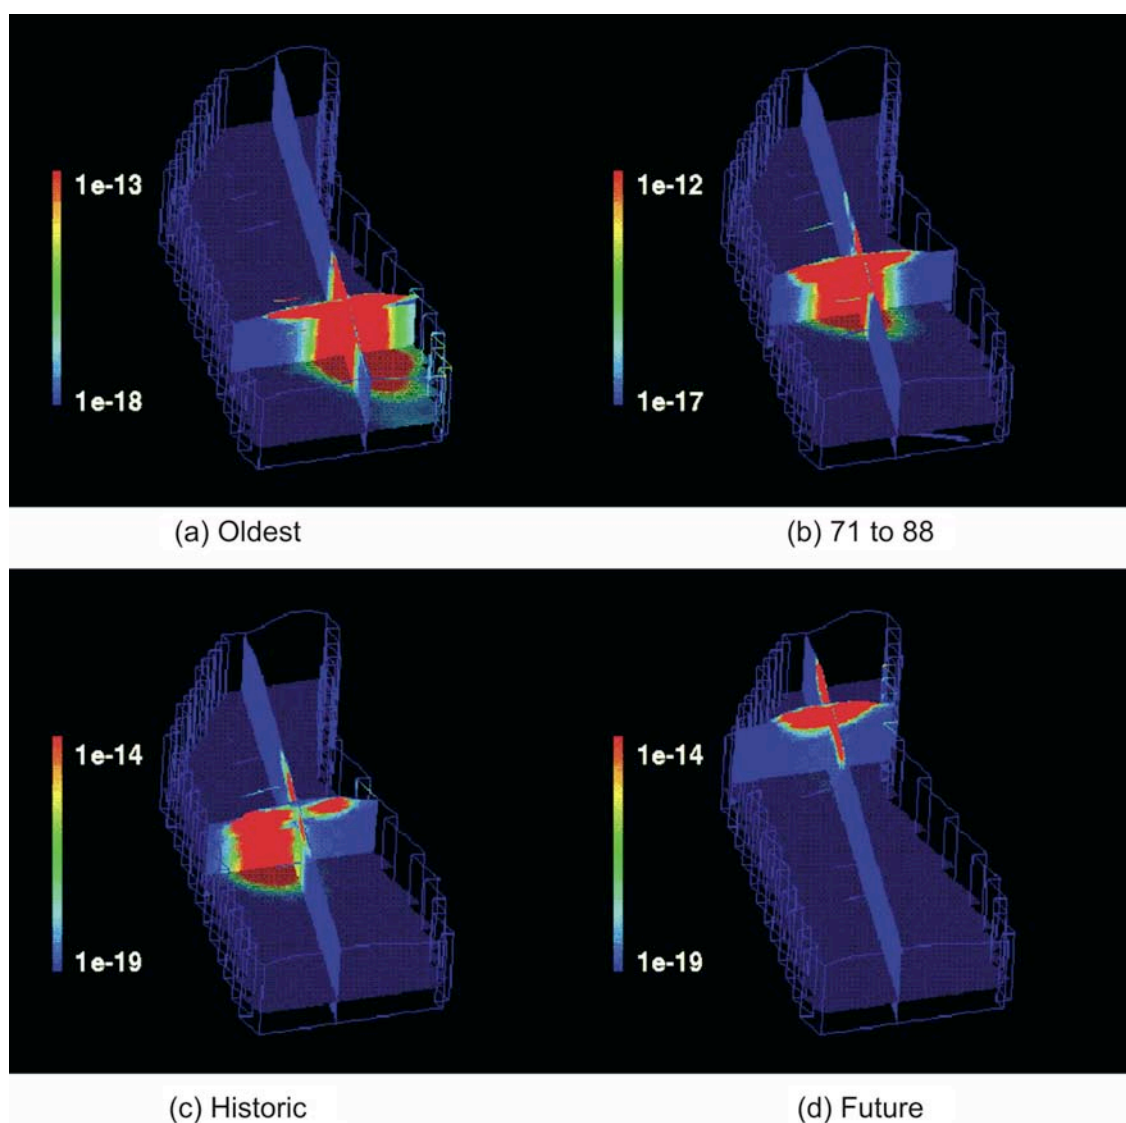 1e-13
1e-18
1e-12
1e-17
(a) Oldest
(b) 71 to 88
1e-14
1e-19
1e-14
1e-19
(c) Historic
(d) Future